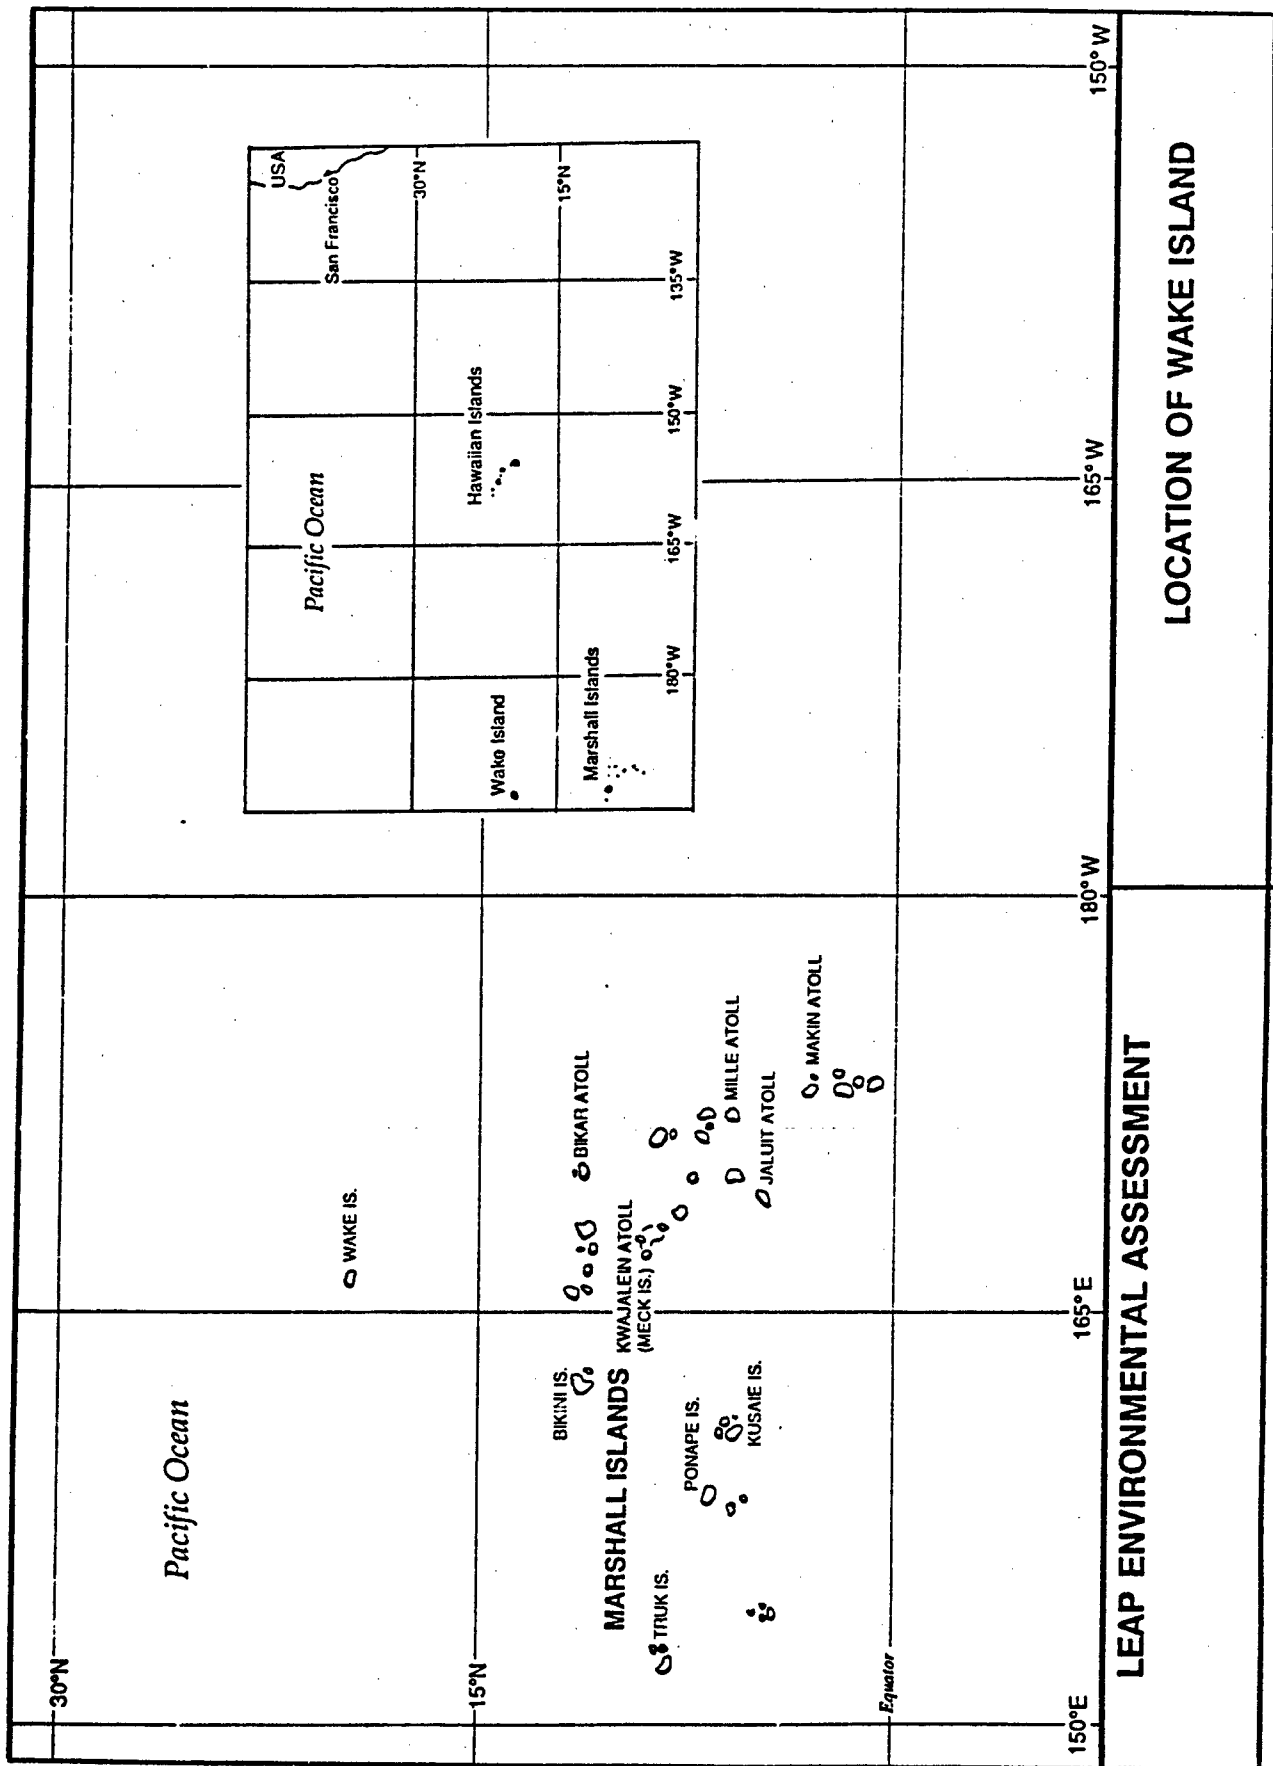 30°N
Pacific Ocean
WAKE IS.
15°N
BIKINI IS.
BIKAR ATOLL
MARSHALL ISLANDS
KWAJALEIN ATOLL
(MECK IS.)
TRUK IS.
PONAPE IS.
KUSAIE IS.
MILLE ATOLL
JALUIT ATOLL
MAKIN ATOLL
Equator
150°E
165°E
180°W
165°W
150°W
USA
San Francisco
Pacific Ocean
30°N
Hawaiian Islands
Wako Island
15°N
Marshall Islands
180°W
165°W
150°W
135°W
LEAP ENVIRONMENTAL ASSESSMENT
LOCATION OF WAKE ISLAND